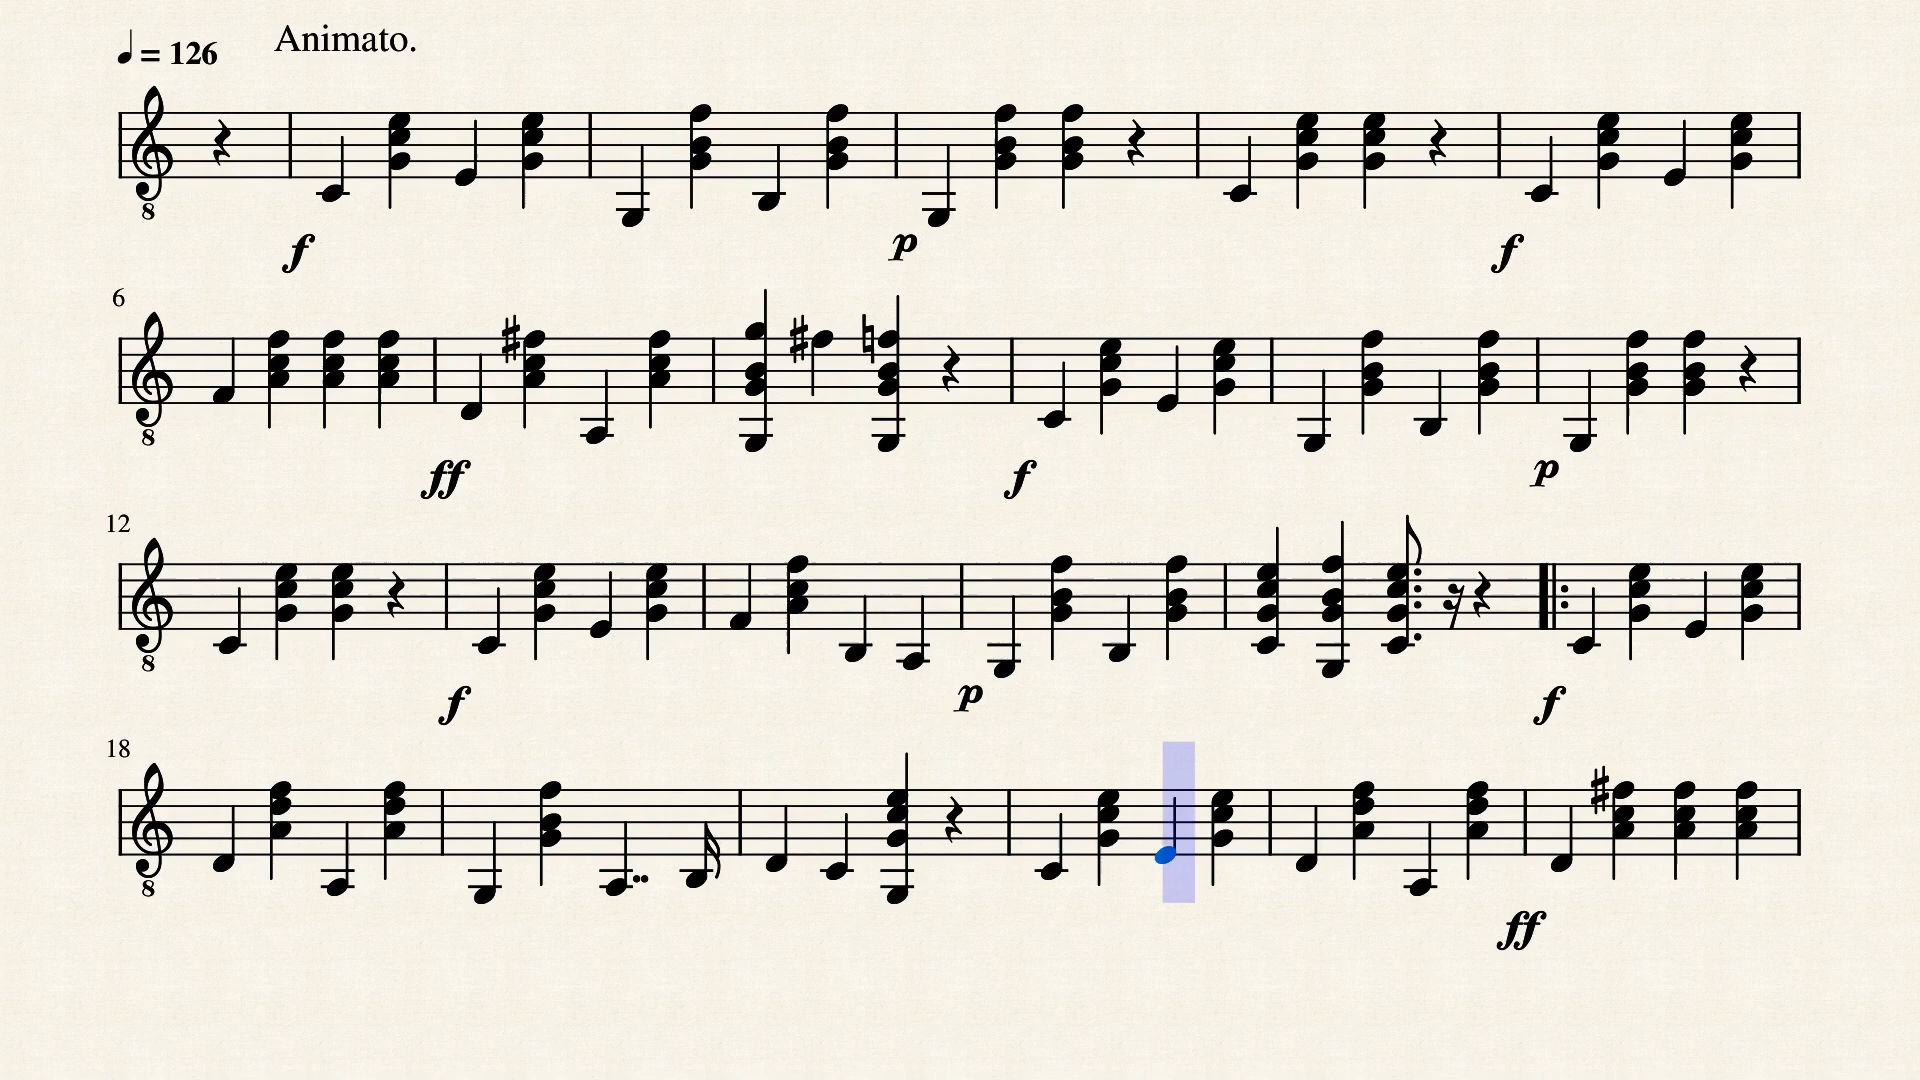 ♩ = 126 Animato.
8
f p f
6
8
ff f p
12
8
f p f
18
8
ff